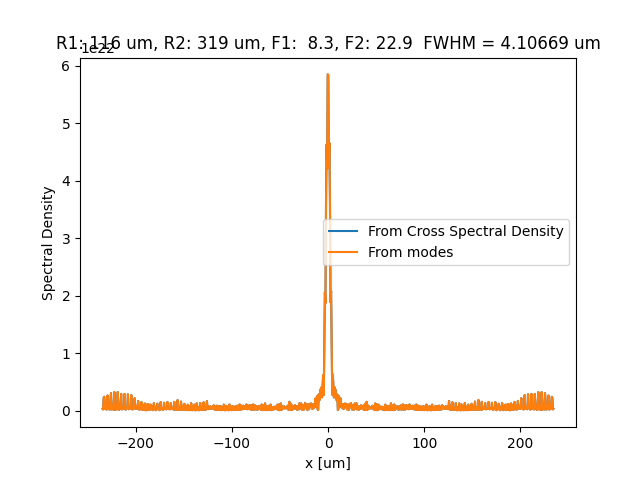 R1: 116 um, R2: 319 um, F1:  8.3, F2: 22.9  FWHM = 4.10669 um
1e22
6
5
4
3
2
1
0
Spectral Density
From Cross Spectral Density
From modes
−200
−100
0
100
200
x [um]